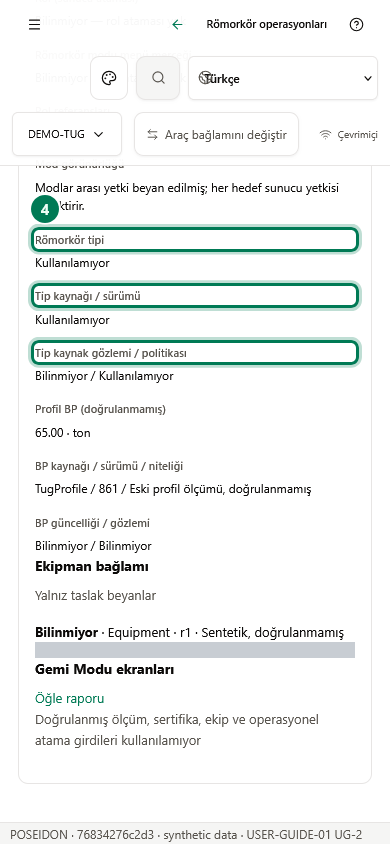 Römorkör operasyonları
Türkçe
DEMO-TUG
Araç bağlamını değiştir
Çevrimiçi
Modlar arası yetki beyan edilmiş; her hedef sunucu yetkisi
4
Römorkör tipi
Kullanılamıyor
Tip kaynağı / sürümü
Kullanılamıyor
Tip kaynak gözlemi / politikası
Bilinmiyor / Kullanılamıyor
Profil BP (doğrulanmamış)
65.00 · ton
BP kaynağı / sürümü / niteliği
TugProfile / 861 / Eski profil ölçümü, doğrulanmamış
BP güncelliği / gözlemi
Bilinmiyor / Bilinmiyor
Ekipman bağlamı
Yalnız taslak beyanlar
Bilinmiyor · Equipment · r1 · Sentetik, doğrulanmamış
Gemi Modu ekranları
Öğle raporu
Doğrulanmış ölçüm, sertifika, ekip ve operasyonel
atama girdileri kullanılamıyor
POSEIDON · 76834276c2d3 · synthetic data · USER-GUIDE-01 UG-2